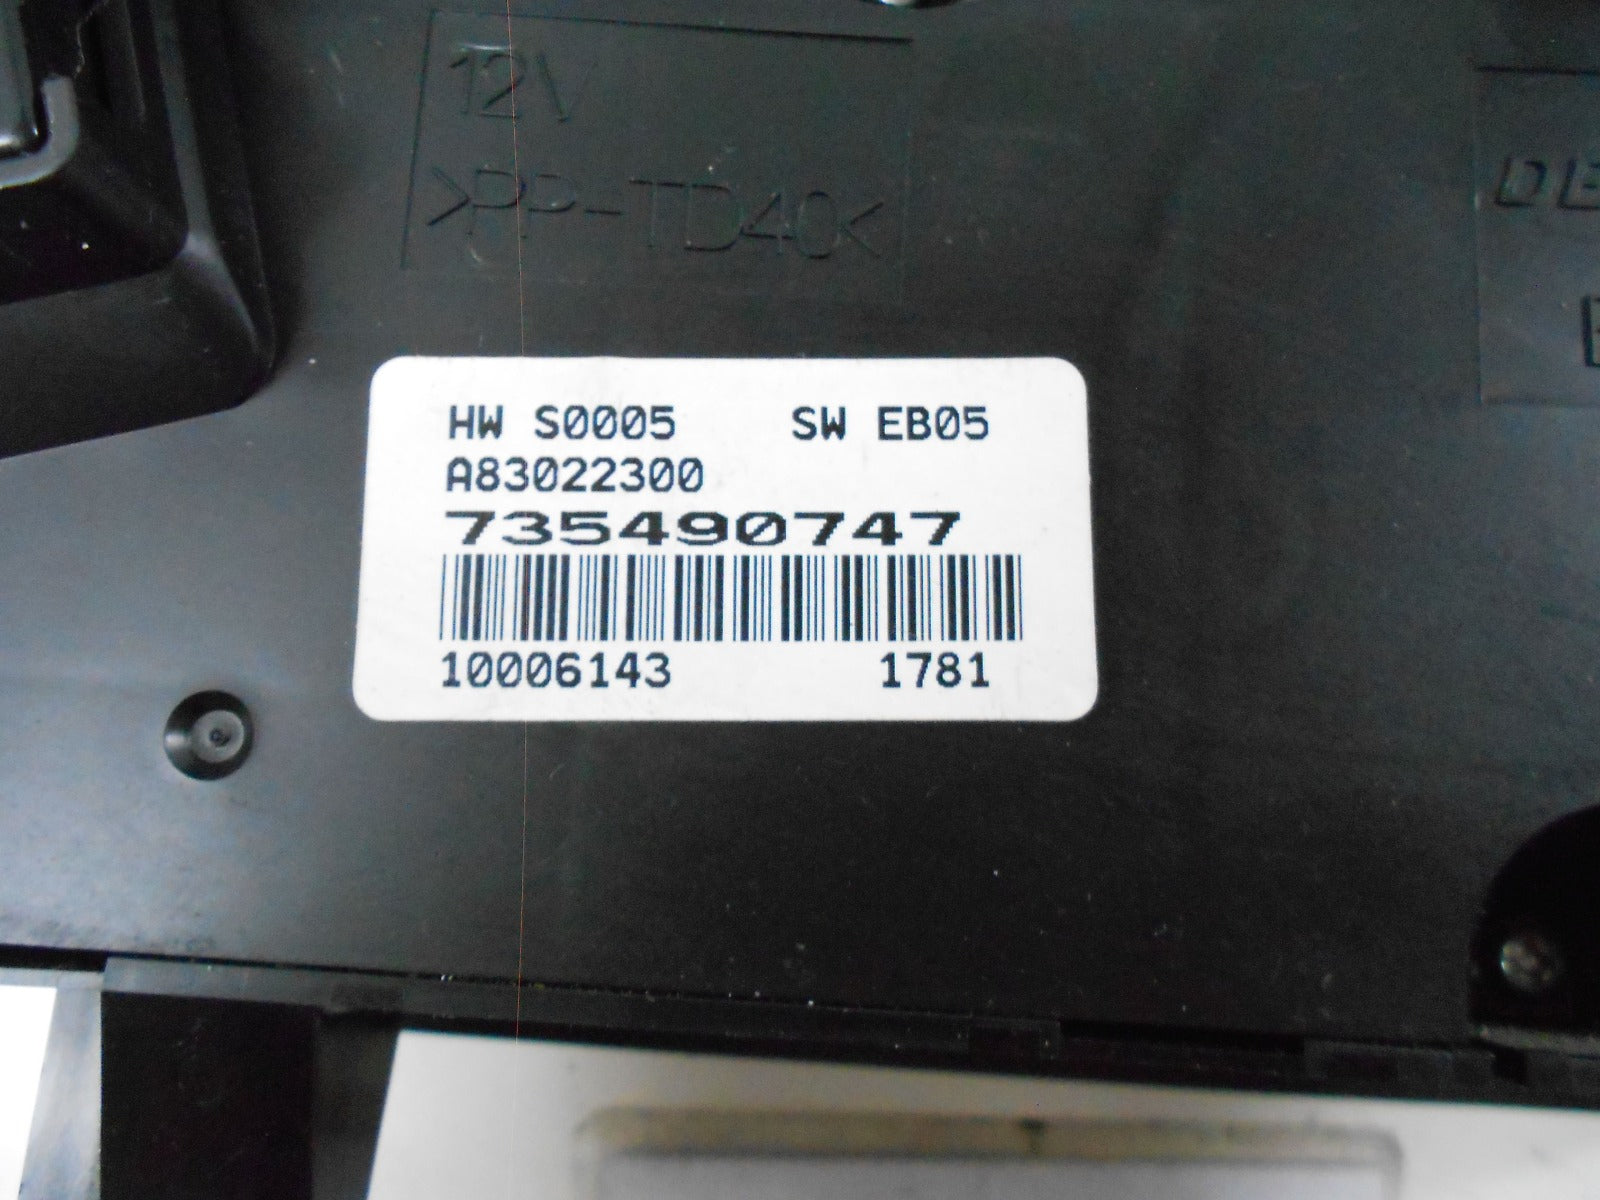 12V
>PP-TD40<
HW S0005 SW EB05
A83022300
735490747
10006143 1781